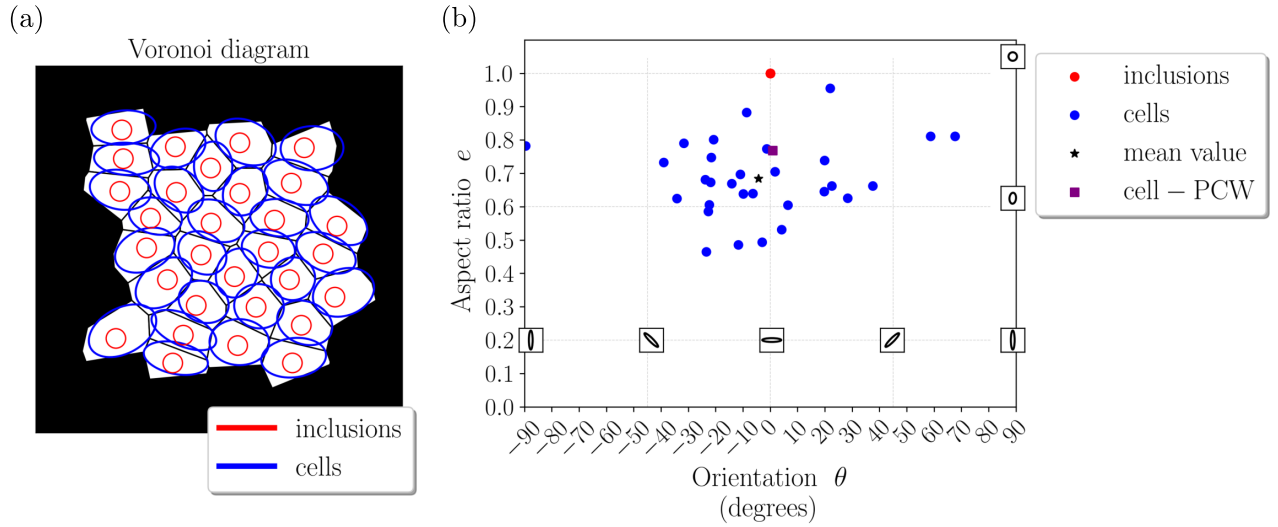 (a)
Voronoi diagram
inclusions
cells
(b)
Aspect ratio e
1.0
0.9
0.8
0.7
0.6
0.5
0.4
0.3
0.2
0.1
0.0
−90
−80
−70
−60
−50
−40
−30
−20
−10
0
10
20
30
40
50
60
70
80
90
Orientation θ
(degrees)
inclusions
cells
mean value
cell − PCW